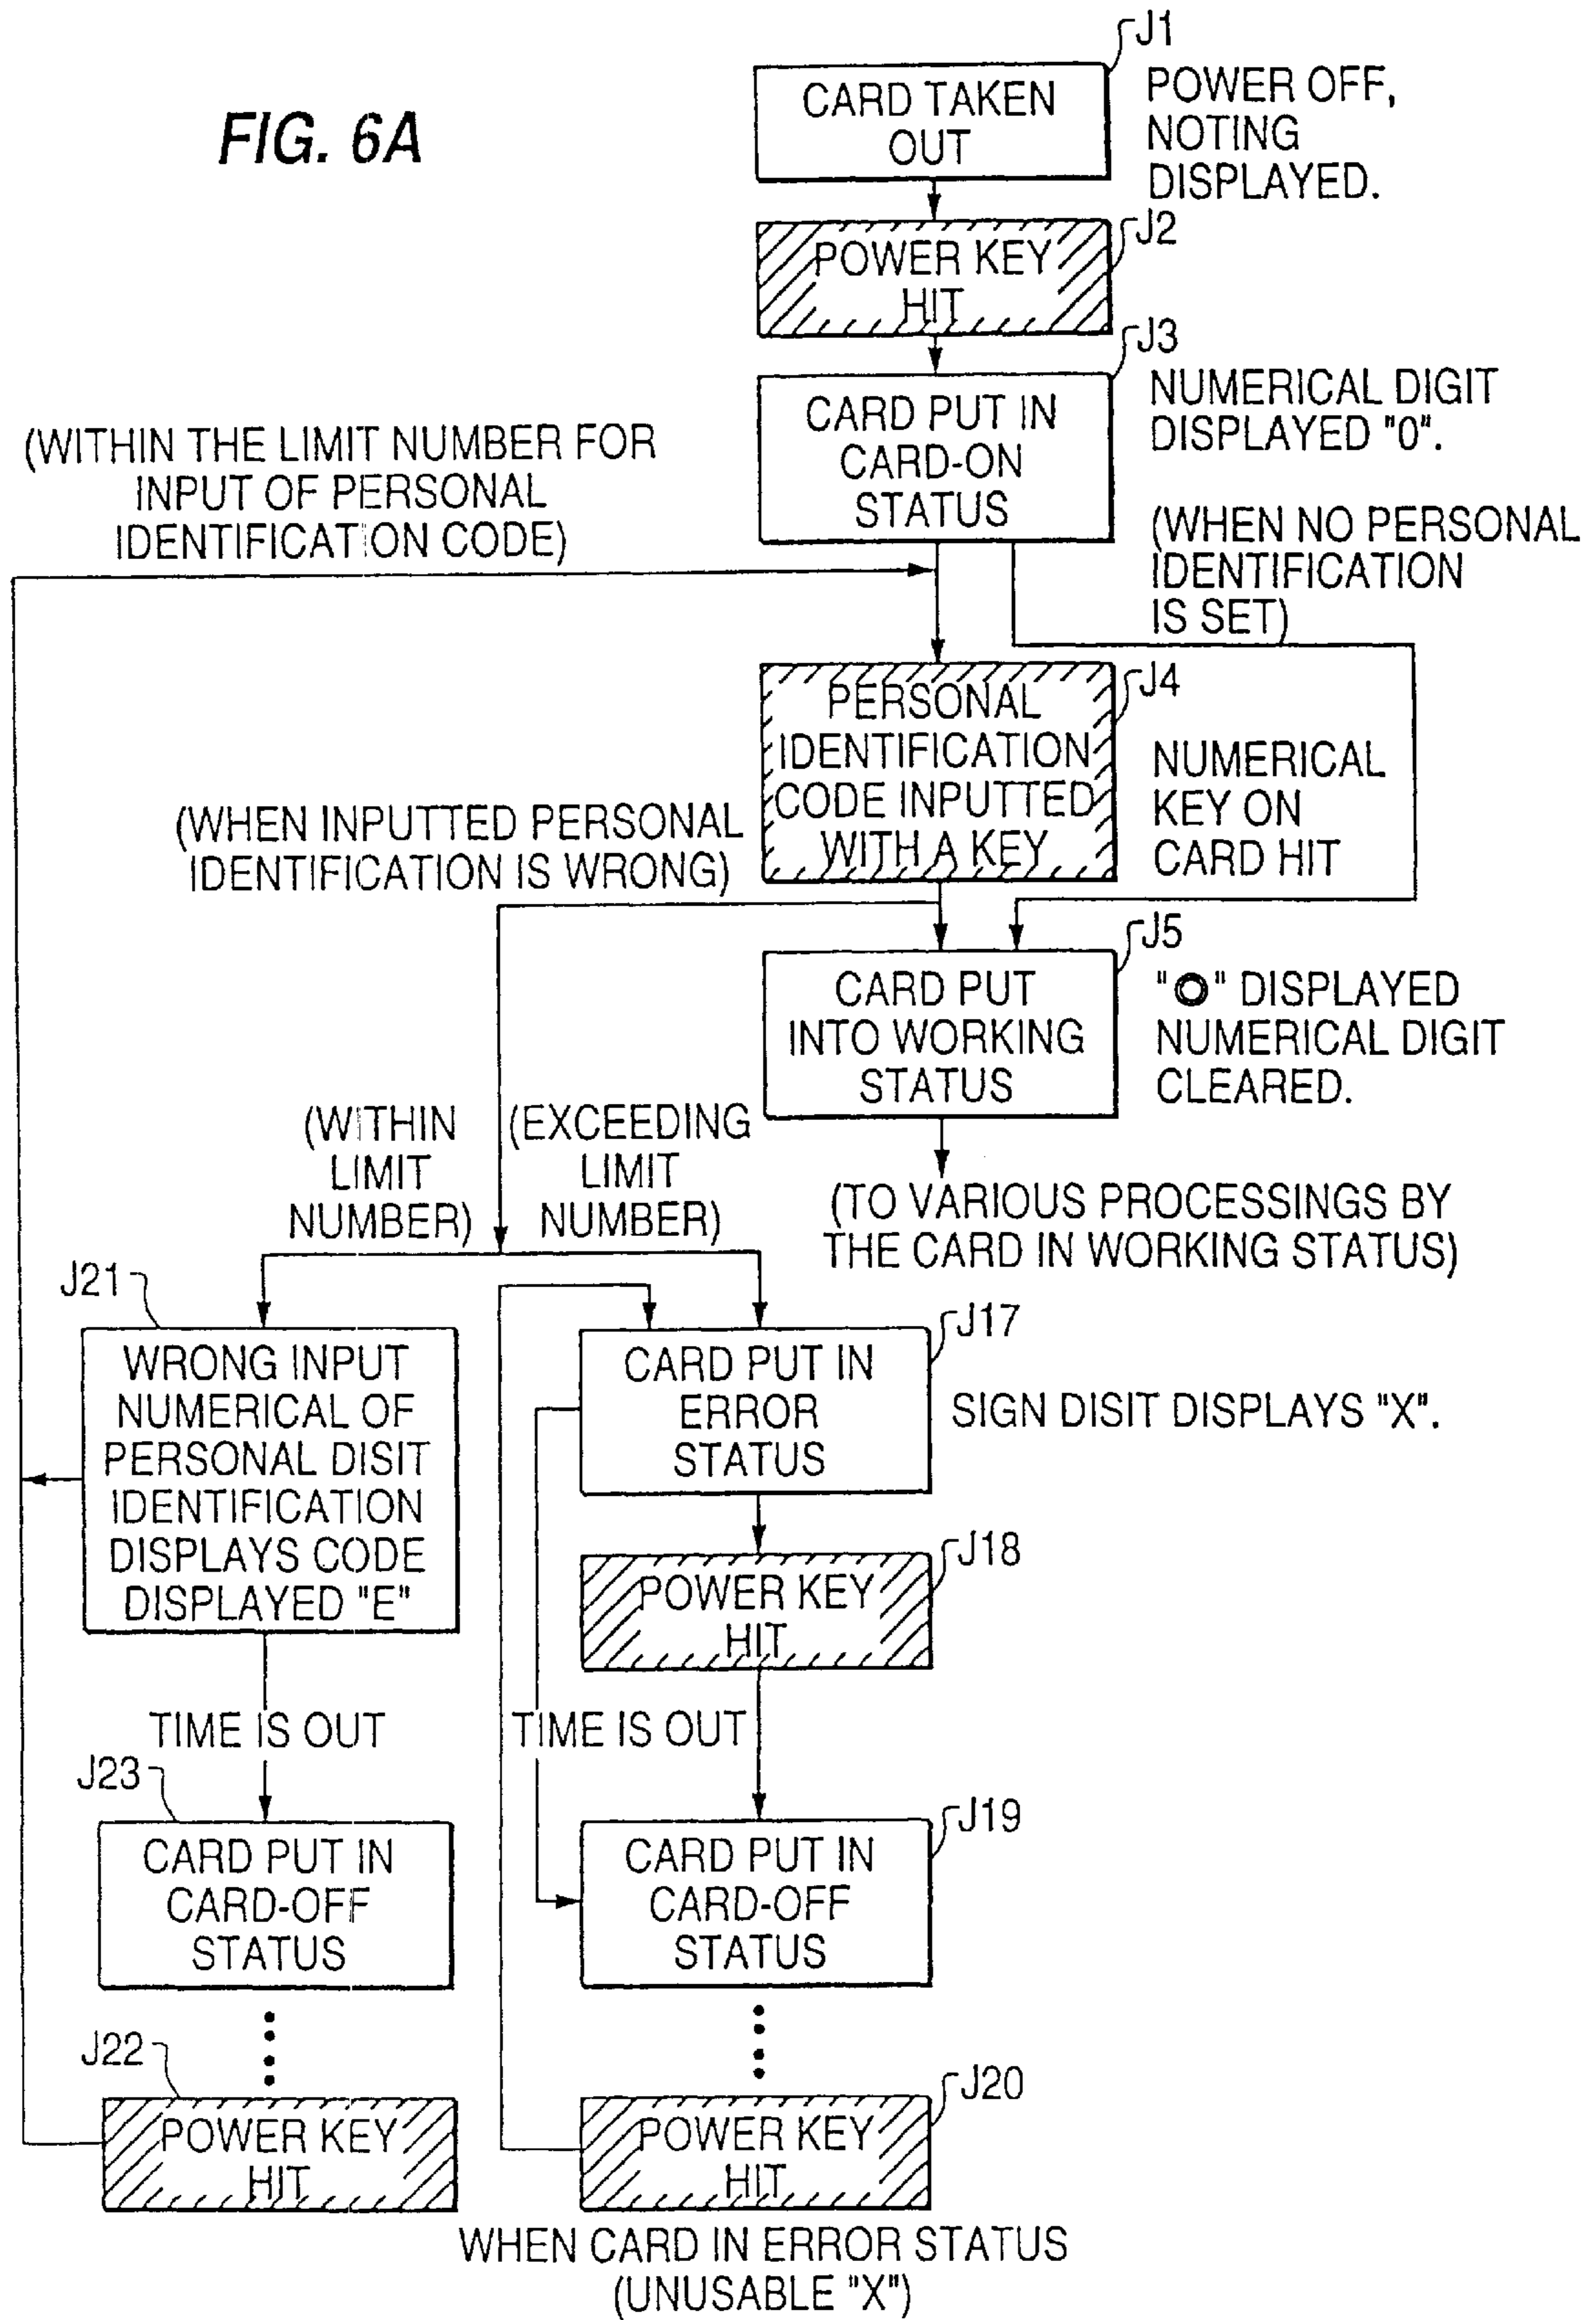 FIG. 6A
J1
CARD TAKEN
OUT
POWER OFF,
NOTING
DISPLAYED.
J2
POWER KEY
HIT
J3
CARD PUT IN
CARD-ON
STATUS
NUMERICAL DIGIT
DISPLAYED "0".
(WITHIN THE LIMIT NUMBER FOR
INPUT OF PERSONAL
IDENTIFICATION CODE)
(WHEN NO PERSONAL
IDENTIFICATION
IS SET)
J4
PERSONAL
IDENTIFICATION
CODE INPUTTED
WITH A KEY
NUMERICAL
KEY ON
CARD HIT
(WHEN INPUTTED PERSONAL
IDENTIFICATION IS WRONG)
J5
CARD PUT
INTO WORKING
STATUS
"◎" DISPLAYED
NUMERICAL DIGIT
CLEARED.
(WITHIN
LIMIT
NUMBER)
(EXCEEDING
LIMIT
NUMBER)
(TO VARIOUS PROCESSINGS BY
THE CARD IN WORKING STATUS)
J21
WRONG INPUT
NUMERICAL OF
PERSONAL DISIT
IDENTIFICATION
DISPLAYS CODE
DISPLAYED "E"
J17
CARD PUT IN
ERROR
STATUS
SIGN DISIT DISPLAYS "X".
J18
POWER KEY
HIT
TIME IS OUT
TIME IS OUT
J23
CARD PUT IN
CARD-OFF
STATUS
J19
CARD PUT IN
CARD-OFF
STATUS
J22
POWER KEY
HIT
J20
POWER KEY
HIT
WHEN CARD IN ERROR STATUS
(UNUSABLE "X")